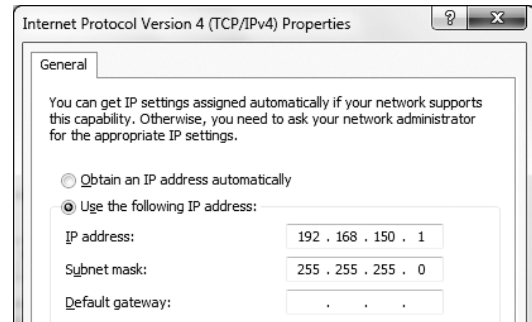 Internet Protocol Version 4 (TCP/IPv4) Properties
General
You can get IP settings assigned automatically if your network supports
this capability. Otherwise, you need to ask your network administrator
for the appropriate IP settings.
Obtain an IP address automatically
Use the following IP address:
IP address: 192 . 168 . 150 . 1
Subnet mask: 255 . 255 . 255 . 0
Default gateway: . . .